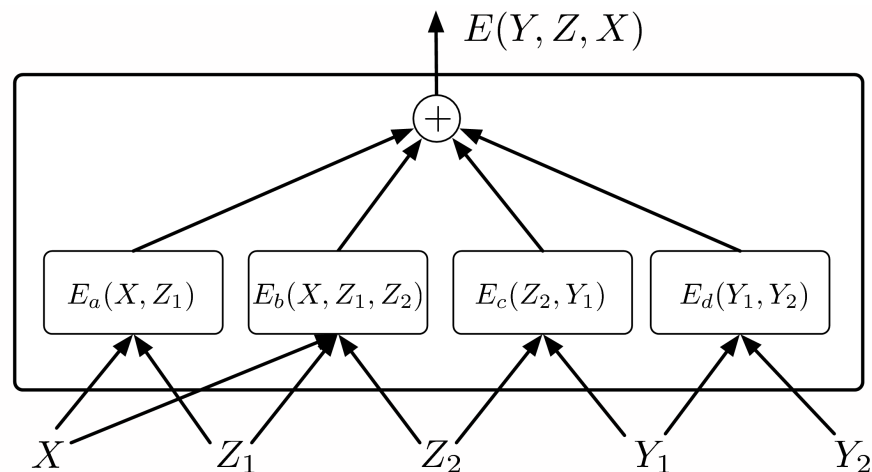 E(Y, Z, X)
+
E_a(X, Z_1) E_b(X, Z_1, Z_2) E_c(Z_2, Y_1) E_d(Y_1, Y_2)
X Z_1 Z_2 Y_1 Y_2